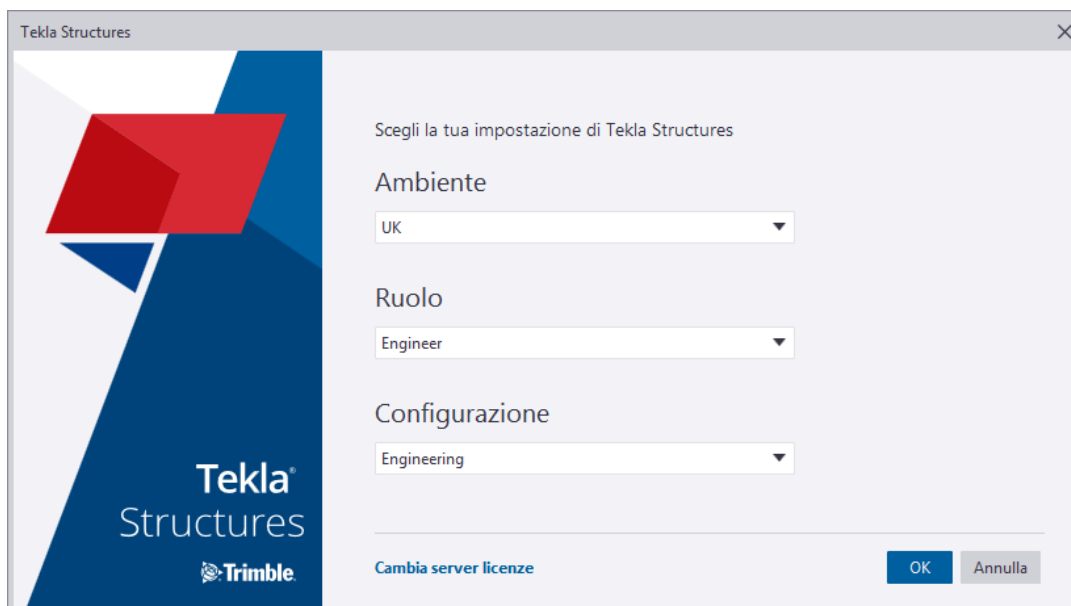 Tekla Structures
Scegli la tua impostazione di Tekla Structures
Ambiente
UK
Ruolo
Engineer
Configurazione
Engineering
Tekla®
Structures
Trimble.
Cambia server licenze
OK
Annulla